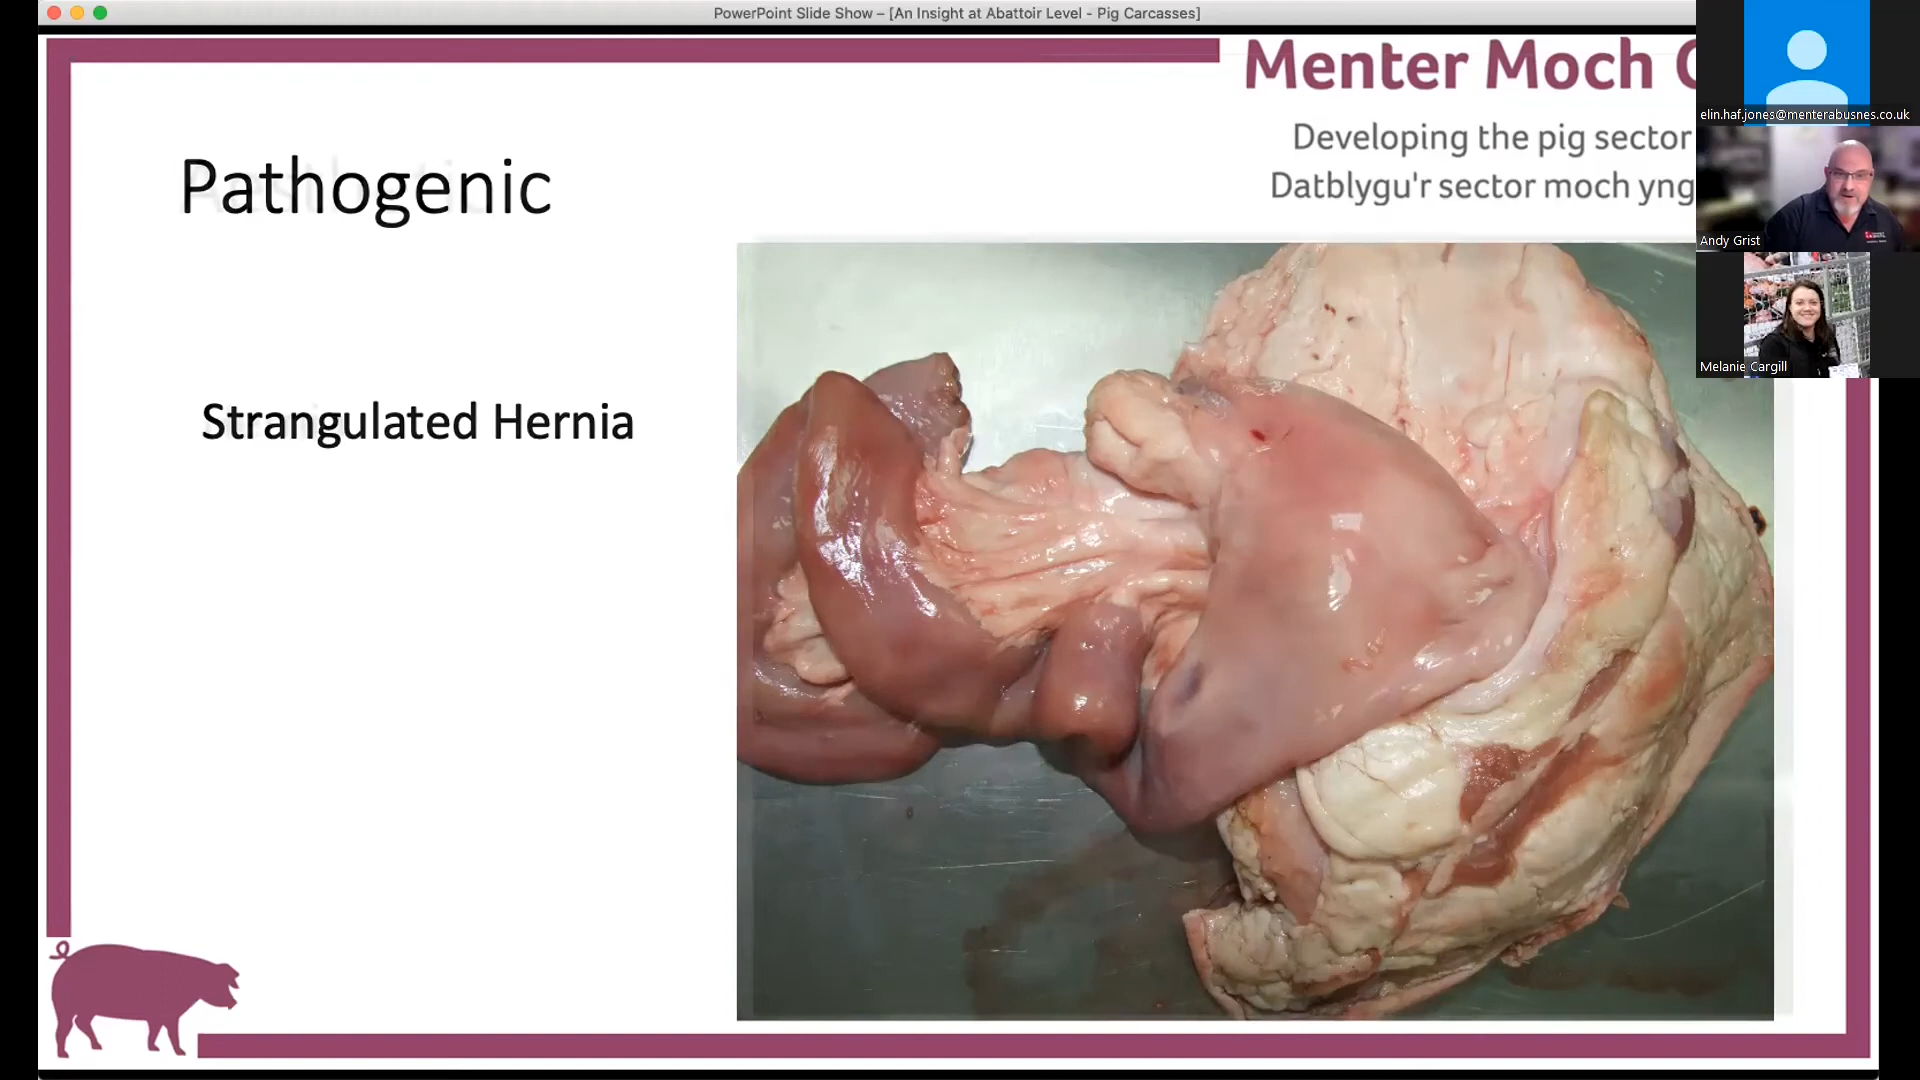 PowerPoint Slide Show – [An Insight at Abattoir Level - Pig Carcasses]
Menter Moch
Developing the pig sector
Datblygu'r sector moch yng
elin.haf.jones@menterabusnes.co.uk
Andy Grist
Melanie Cargill
Pathogenic
Strangulated Hernia